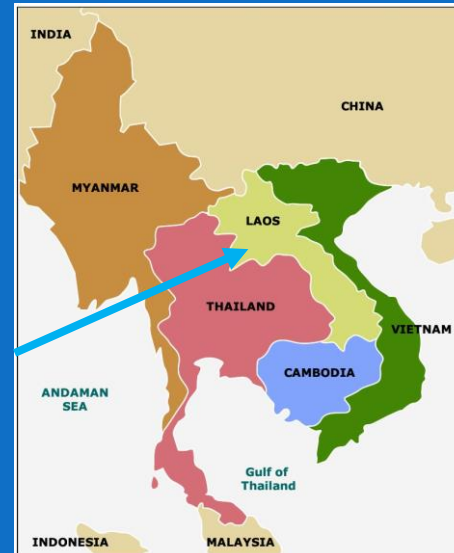 INDIA
CHINA
MYANMAR
LAOS
THAILAND
VIETNAM
CAMBODIA
ANDAMAN
SEA
Gulf of
Thailand
INDONESIA
MALAYSIA